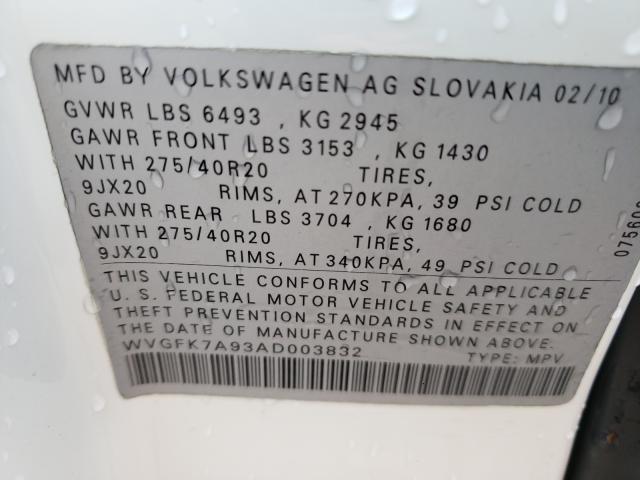 MFD BY VOLKSWAGEN AG SLOVAKIA 02/10
GVWR LBS 6493 , KG 2945
GAWR FRONT LBS 3153 , KG 1430
WITH 275/40R20 TIRES,
9JX20 RIMS, AT 270KPA, 39 PSI COLD
GAWR REAR LBS 3704 , KG 1680
WITH 275/40R20 TIRES,
9JX20 RIMS, AT 340KPA, 49 PSI COLD
THIS VEHICLE CONFORMS TO ALL APPLICABLE
U. S. FEDERAL MOTOR VEHICLE SAFETY AND
THEFT PREVENTION STANDARDS IN EFFECT ON
THE DATE OF MANUFACTURE SHOWN ABOVE.
WVGFK7A93AD003832 TYPE: MPV